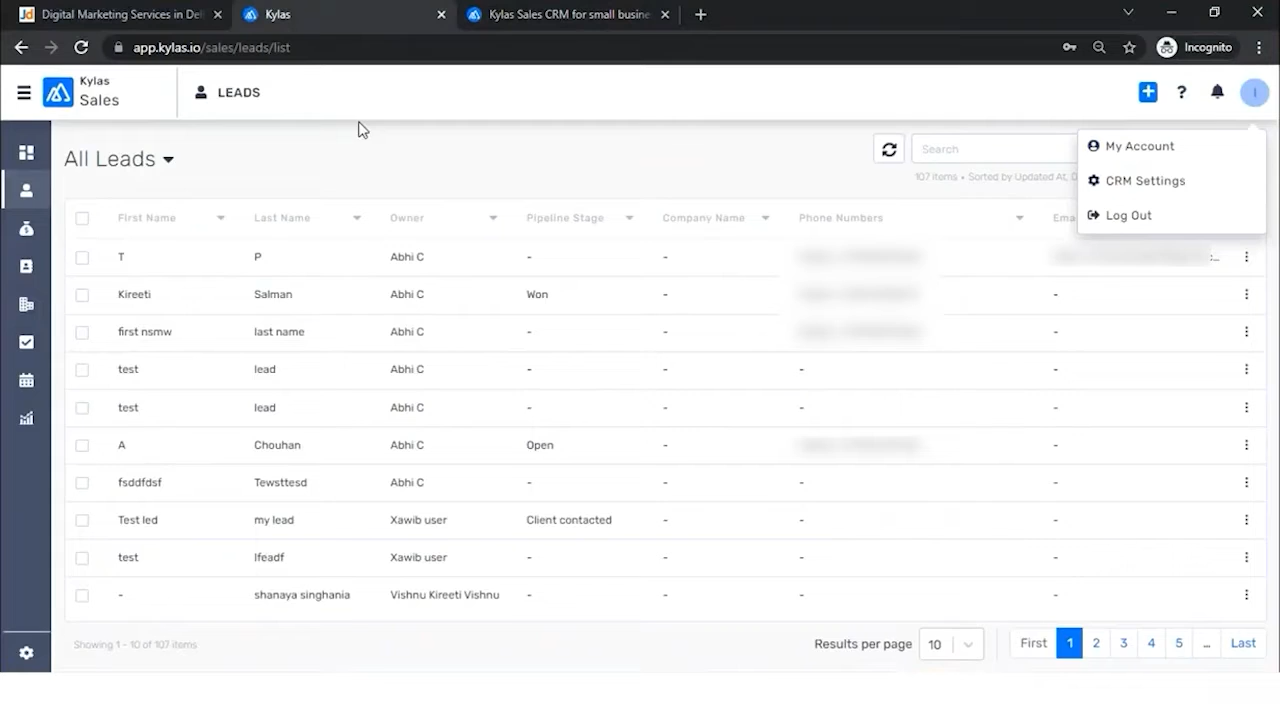 Digital Marketing Services in Del
Kylas
Kylas Sales CRM for small busine
app.kylas.io/sales/leads/list
Incognito
Kylas
Sales
LEADS
My Account
CRM Settings
Log Out
All Leads
Search
107 items • Sorted by Updated At, D
First Name Last Name Owner Pipeline Stage Company Name Phone Numbers Ema
T P Abhi C - -
Kireeti Salman Abhi C Won - -
first nsmw last name Abhi C - - -
test lead Abhi C - - - -
test lead Abhi C - - - -
A Chouhan Abhi C Open - -
fsddfdsf Tewsttesd Abhi C - - - -
Test led my lead Xawib user Client contacted - - -
test lfeadf Xawib user - - - -
- shanaya singhania Vishnu Kireeti Vishnu - - - -
Showing 1 - 10 of 107 items
Results per page 10
First 1 2 3 4 5 ... Last